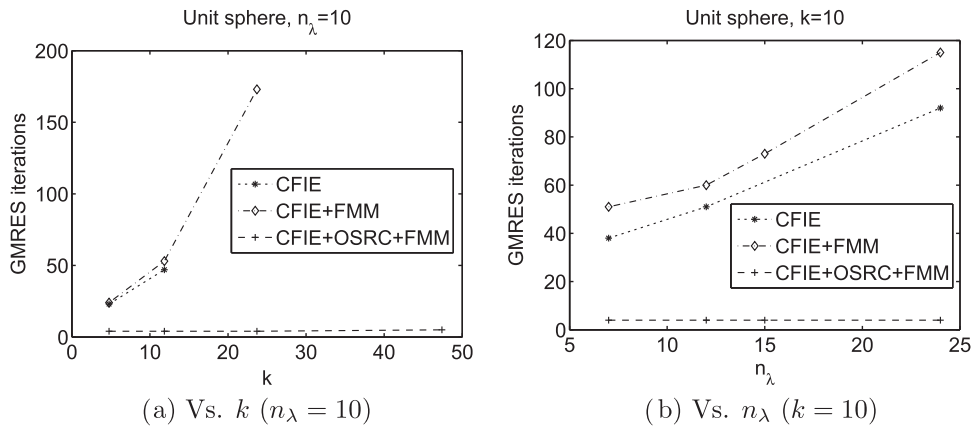 Unit sphere, n_λ=10
200
150
100
50
0
0 10 20 30 40 50
GMRES iterations
k
CFIE
CFIE+FMM
CFIE+OSRC+FMM
(a) Vs. k (n_λ = 10)
Unit sphere, k=10
120
100
80
60
40
20
0
5 10 15 20 25
GMRES iterations
n_λ
CFIE
CFIE+FMM
CFIE+OSRC+FMM
(b) Vs. n_λ (k = 10)